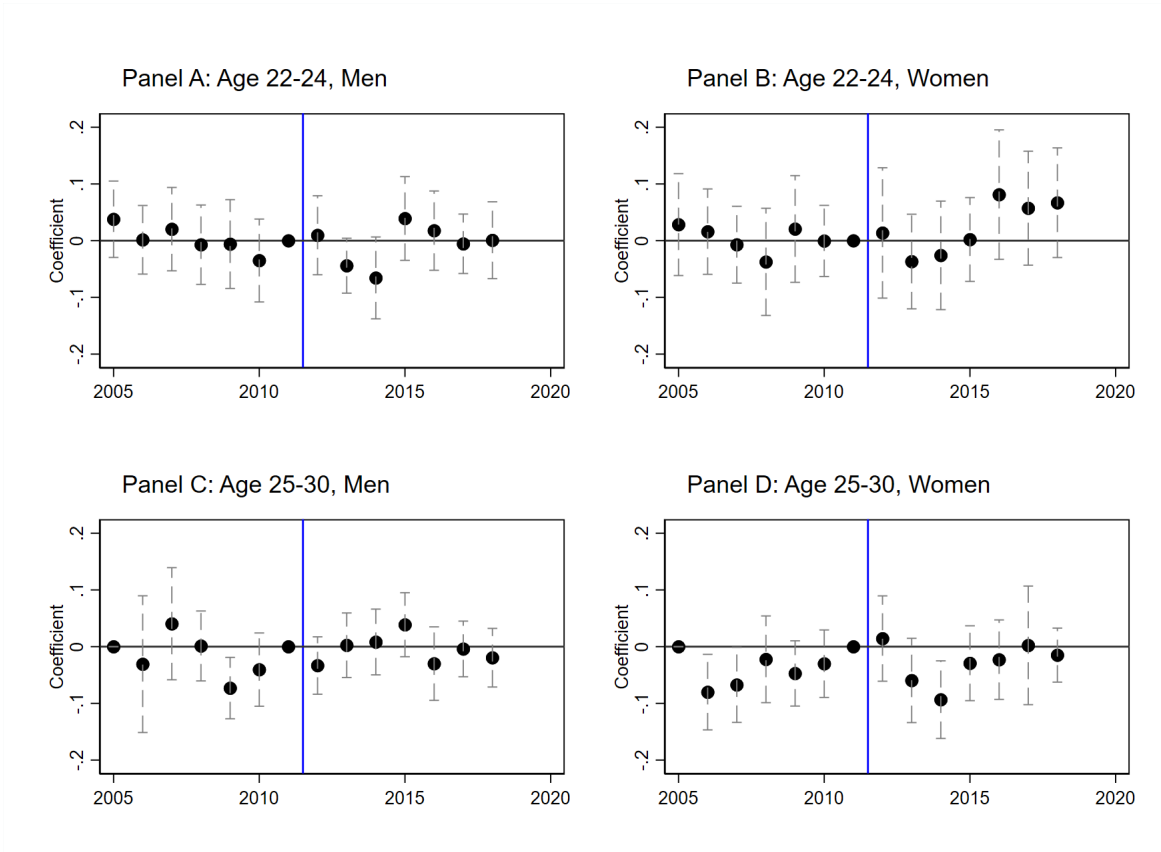 Panel A: Age 22-24, Men
Coefficient
.2
.1
0
-.1
-.2
2005 2010 2015 2020
Panel B: Age 22-24, Women
Coefficient
.2
.1
0
-.1
-.2
2005 2010 2015 2020
Panel C: Age 25-30, Men
Coefficient
.2
.1
0
-.1
-.2
2005 2010 2015 2020
Panel D: Age 25-30, Women
Coefficient
.2
.1
0
-.1
-.2
2005 2010 2015 2020